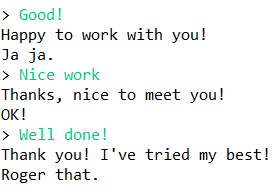 > Good!
Happy to work with you!
Ja ja.
> Nice work
Thanks, nice to meet you!
OK!
> Well done!
Thank you! I've tried my best!
Roger that.